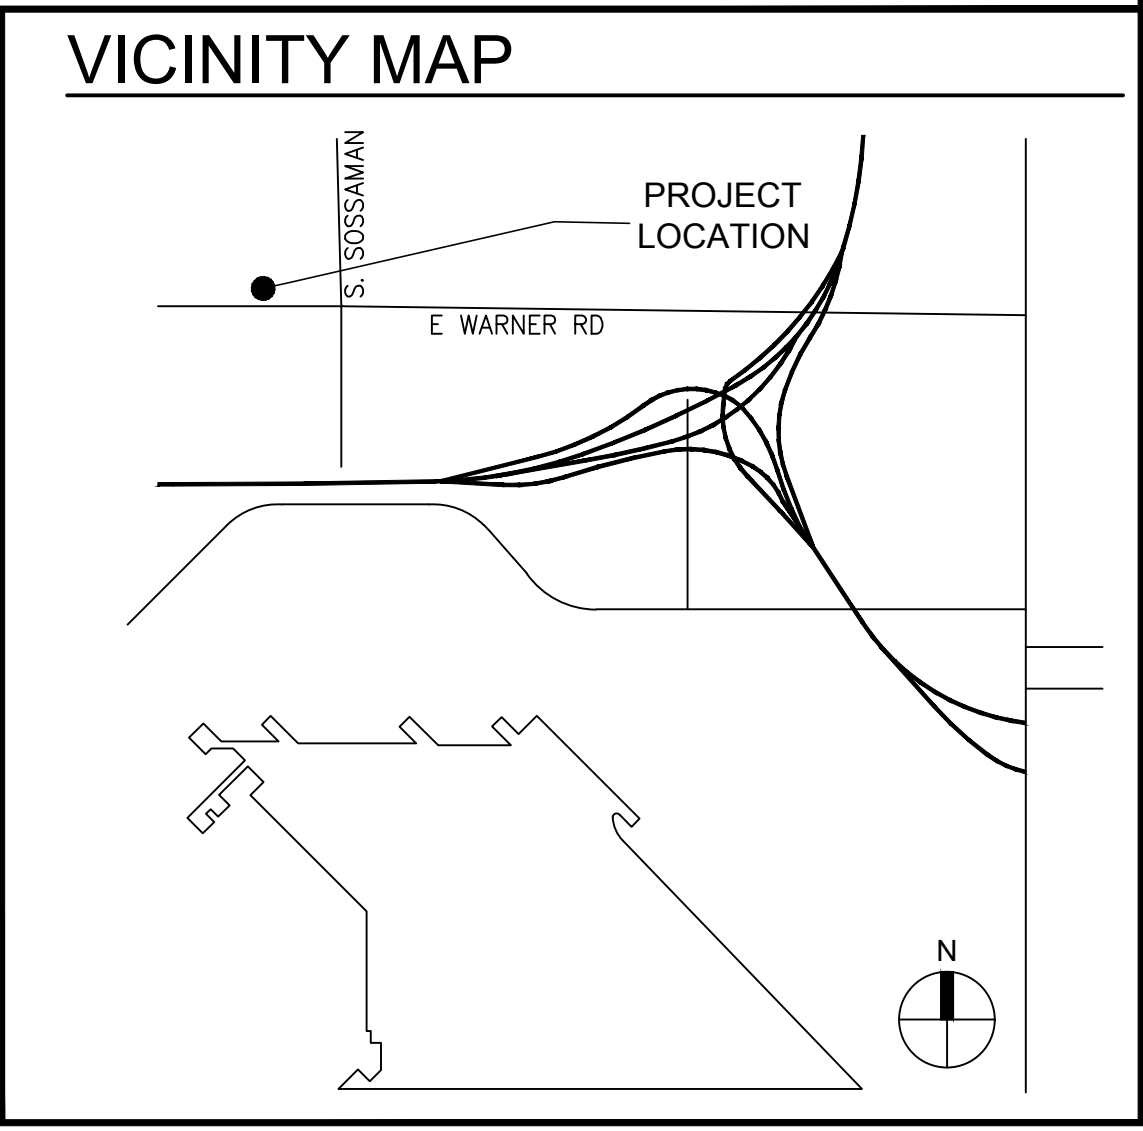 VICINITY MAP
S. SOSSAMAN
PROJECT
LOCATION
E WARNER RD
N